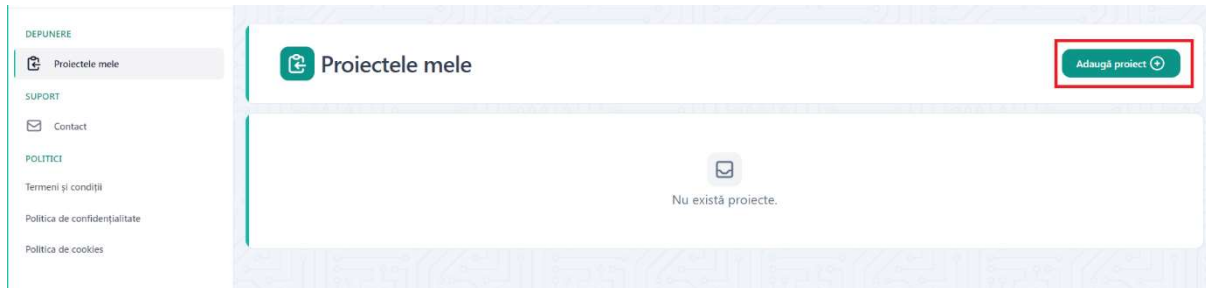 DEPUNERE
Proiectele mele
SUPORT
Contact
POLITICI
Termeni și condiții
Politica de confidențialitate
Politica de cookies
Proiectele mele
Adaugă proiect
Nu există proiecte.